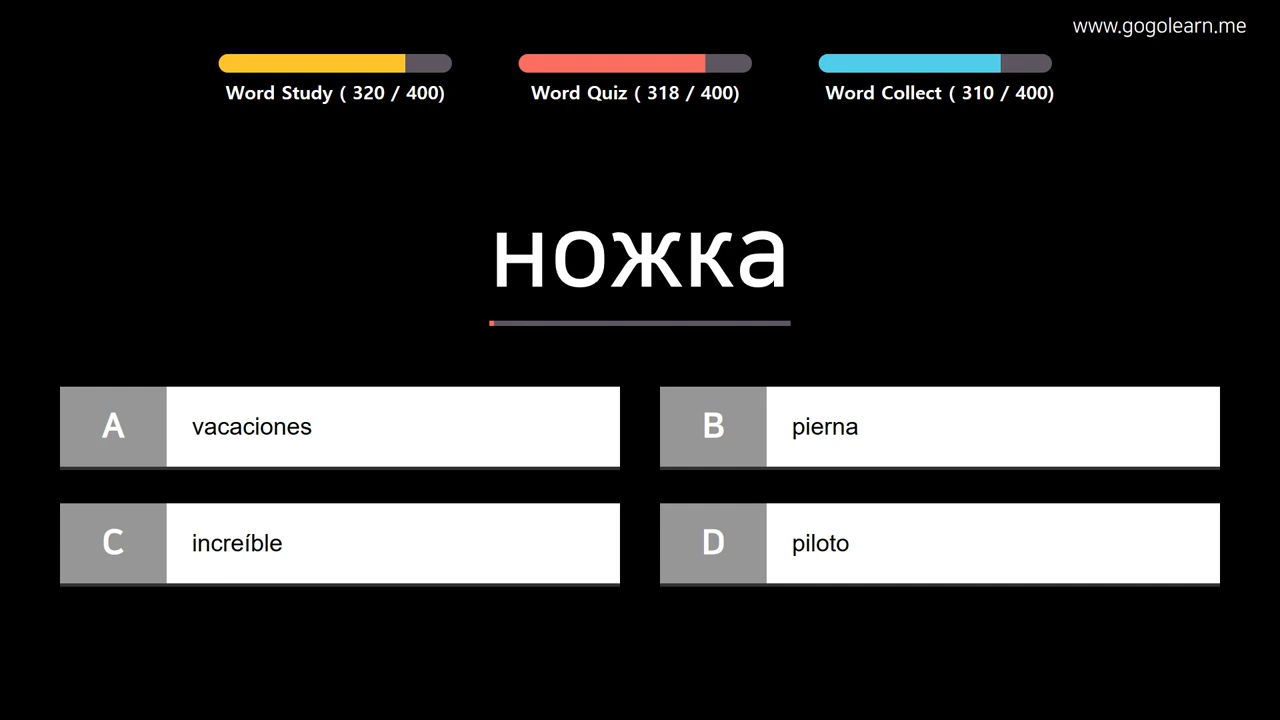 www.gogolearn.me
Word Study ( 320 / 400)
Word Quiz ( 318 / 400)
Word Collect ( 310 / 400)
ножка
A vacaciones
B pierna
C increíble
D piloto